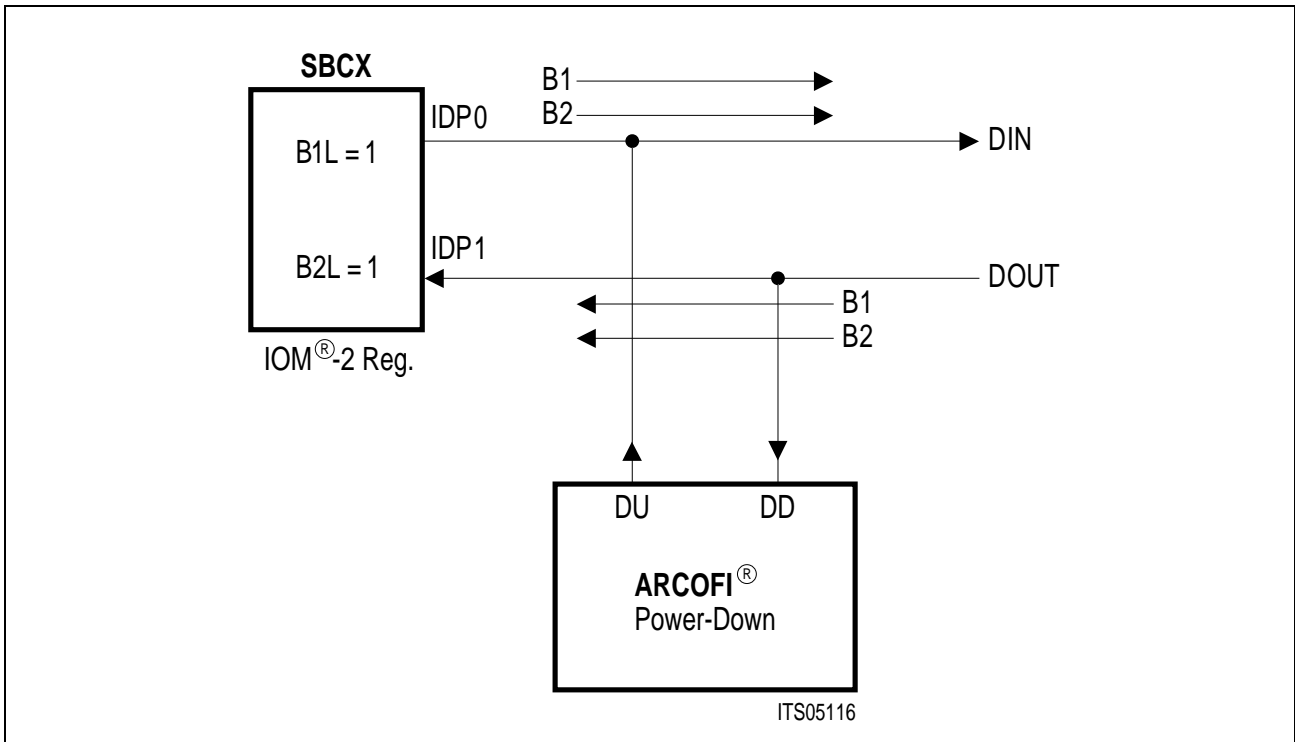 SBCX
B1
B2
IDP0
DIN
B1L = 1
IDP1
B2L = 1
DOUT
B1
B2
IOM®-2 Reg.
DU DD
ARCOFI®
Power-Down
ITS05116